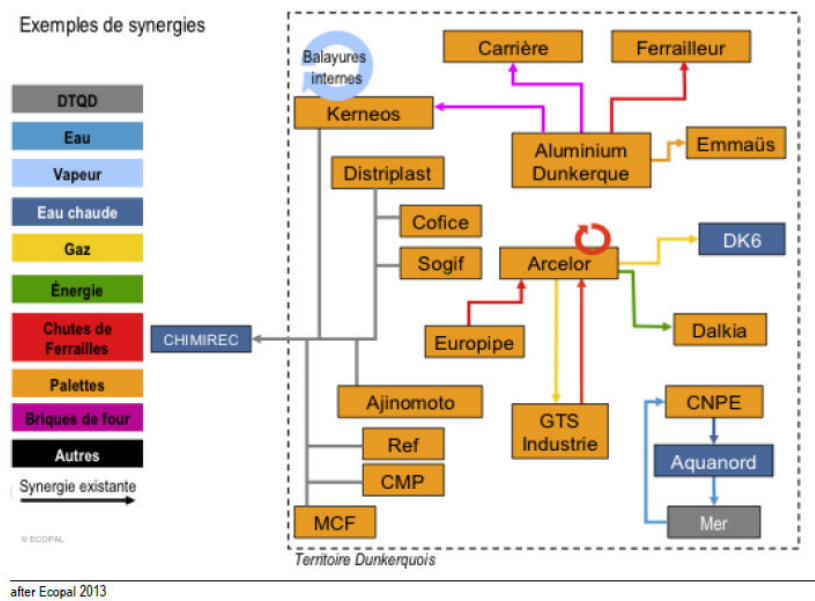 Exemples de synergies
DTQD
Eau
Vapeur
Eau chaude
Gaz
Énergie
Chutes de
Ferrailles
Palettes
Briques de four
Autres
Synergie existante
© ECOPAL
CHIMIREC
Balayures
internes
Kerneos
Carrière
Ferrailleur
Aluminium
Dunkerque
Emmaüs
Distriplast
Cofice
Sogif
Arcelor
DK6
Europipe
Dalkia
Ajinomoto
GTS
Industrie
CNPE
Ref
Aquanord
CMP
MCF
Mer
Territoire Dunkerquois
after Ecopal 2013